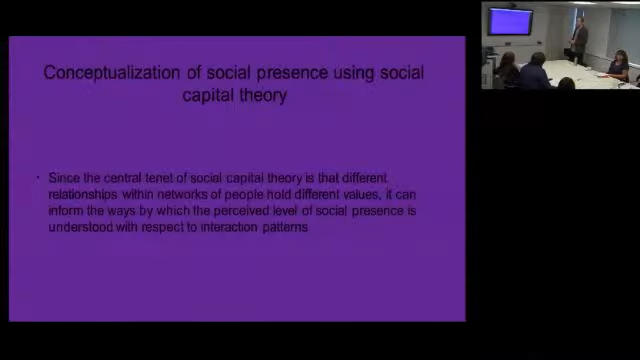 Conceptualization of social presence using social
capital theory
• Since the central tenet of social capital theory is that different
relationships within networks of people hold different values, it can
inform the ways by which the perceived level of social presence is
understood with respect to interaction patterns